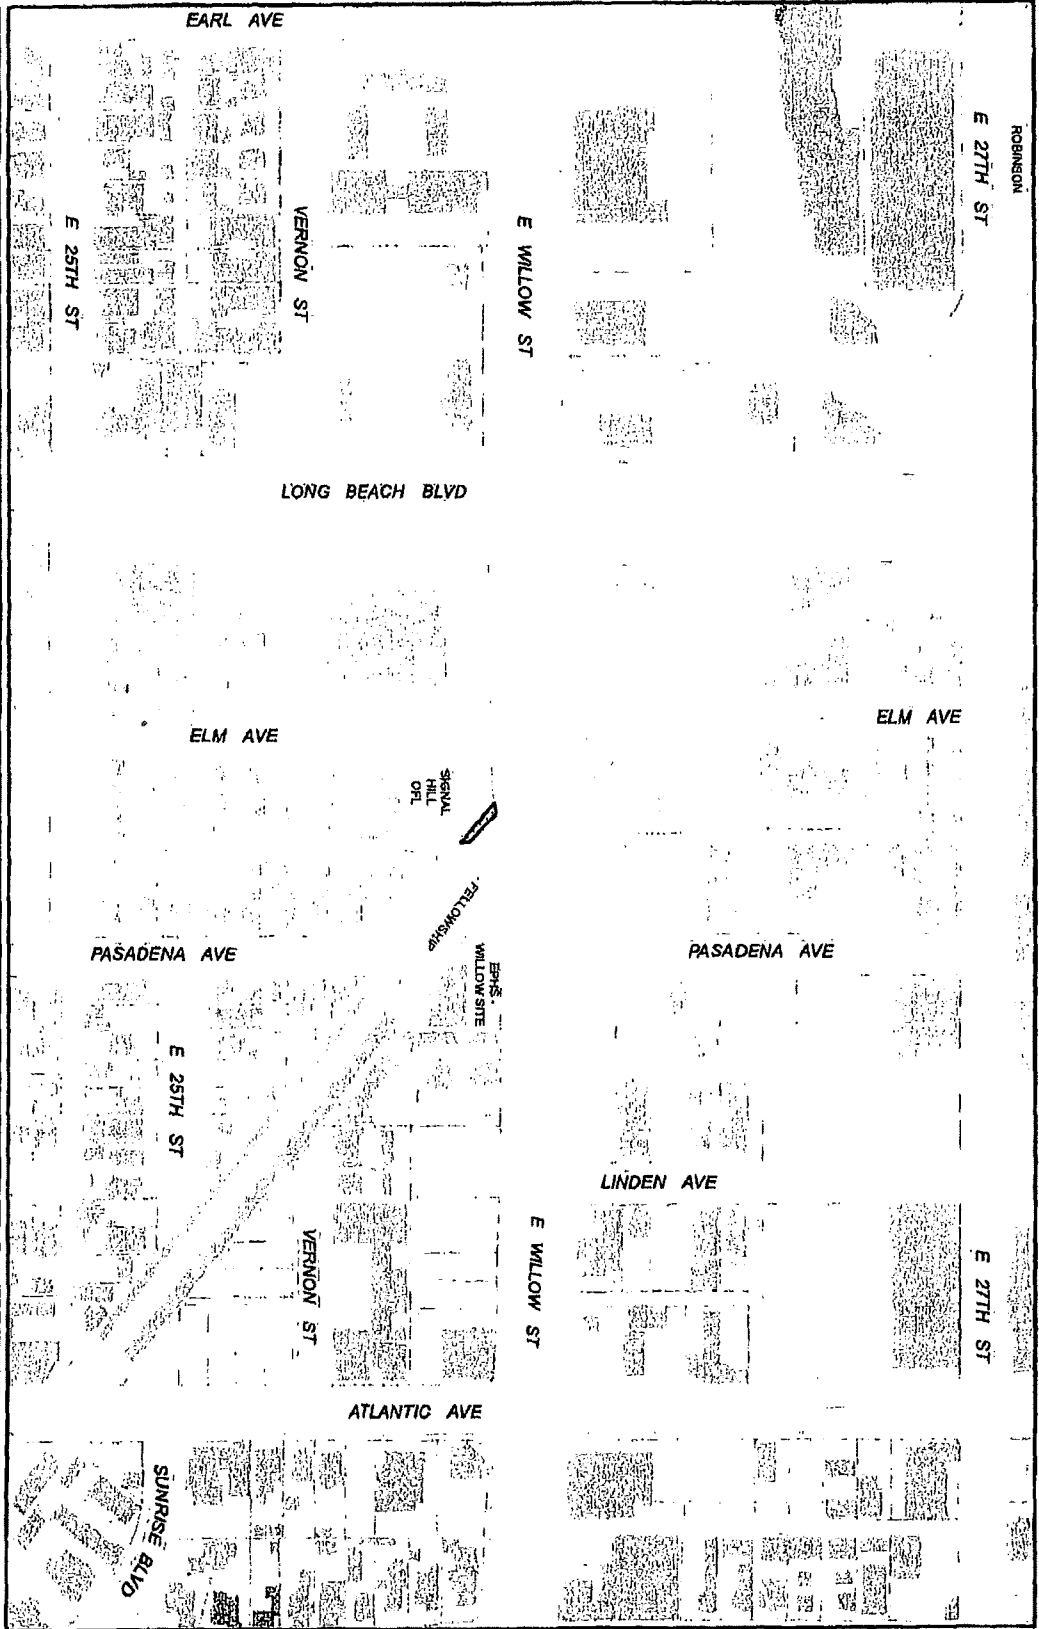 EARL AVE
ROBINSON
E 27TH ST
E 25TH ST
VERNON ST
E WILLOW ST
LONG BEACH BLVD
ELM AVE
ELM AVE
SIGNAL
HILL
OFL
FELLOWSHIP
EPHS
WILLOW SITE
PASADENA AVE
PASADENA AVE
E 25TH ST
LINDEN AVE
VERNON ST
E WILLOW ST
E 27TH ST
ATLANTIC AVE
SUNRISE BLVD